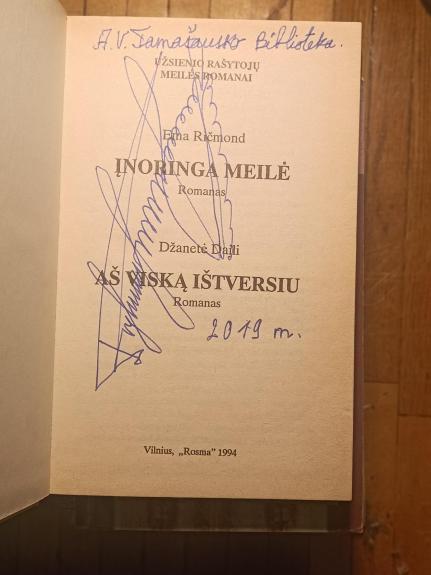 A. V. Tamašausko Biblioteka.
UŽSIENIO RAŠYTOJŲ
MEILĖS ROMANAI
Ema Ričmond
ĮNORINGA MEILĖ
Romanas
Džanetė Daili
AŠ VISKĄ IŠTVERSIU
Romanas
2019 m.
Vilnius, „Rosma” 1994